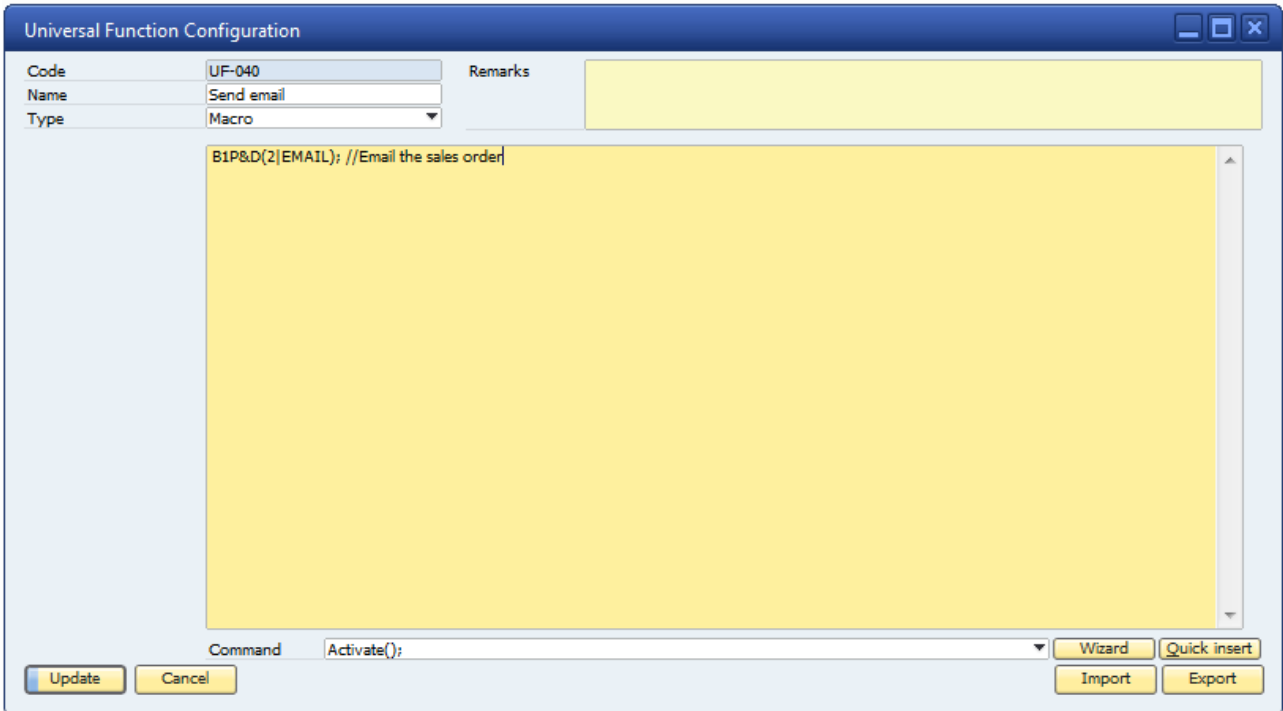 Universal Function Configuration
Code UF-040 Remarks
Name Send email
Type Macro
B1P&D(2|EMAIL); //Email the sales order
Command Activate(); Wizard Quick insert
Update Cancel Import Export